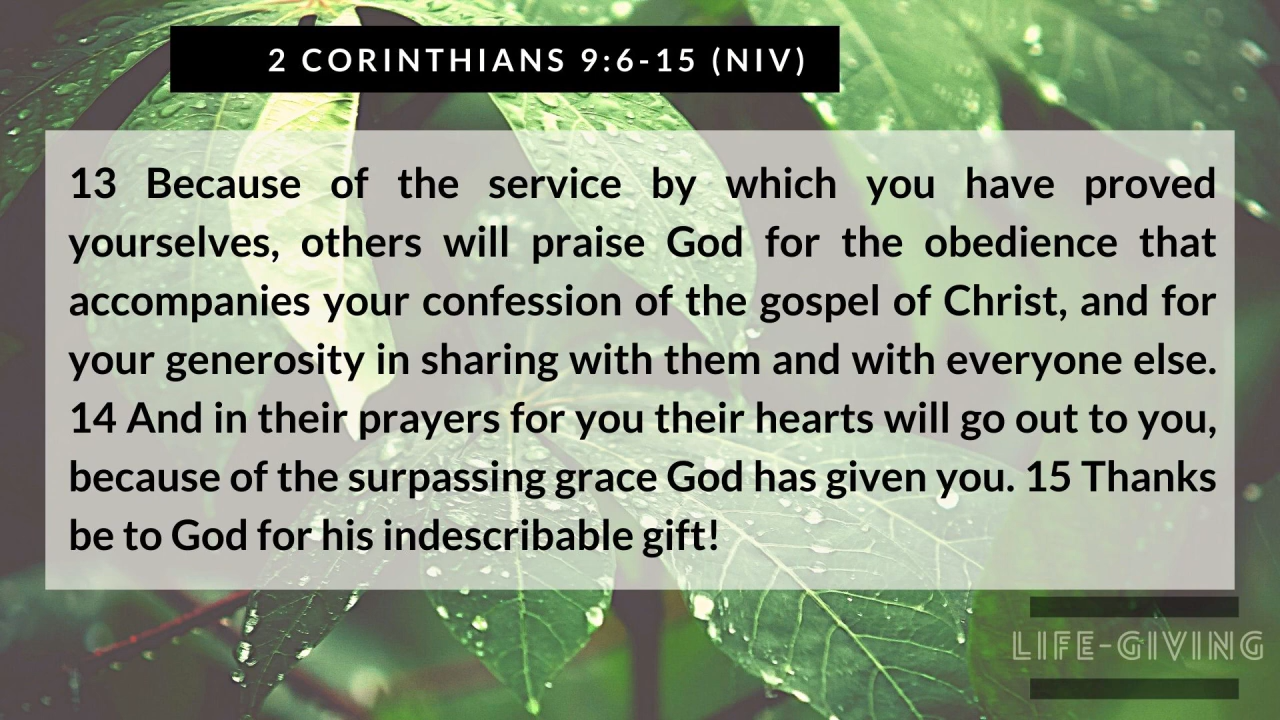 2 CORINTHIANS 9:6-15 (NIV)
13 Because of the service by which you have proved
yourselves, others will praise God for the obedience that
accompanies your confession of the gospel of Christ, and for
your generosity in sharing with them and with everyone else.
14 And in their prayers for you their hearts will go out to you,
because of the surpassing grace God has given you. 15 Thanks
be to God for his indescribable gift!
LIFE-GIVING